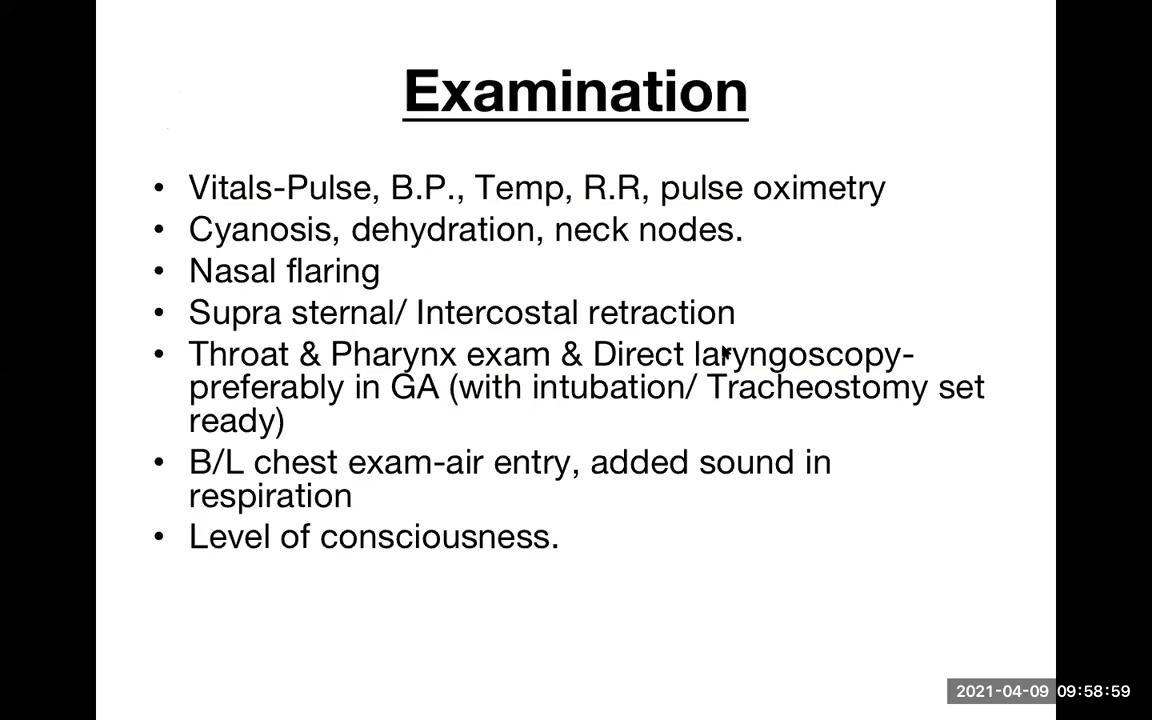 Examination
• Vitals-Pulse, B.P., Temp, R.R, pulse oximetry
• Cyanosis, dehydration, neck nodes.
• Nasal flaring
• Supra sternal/ Intercostal retraction
• Throat & Pharynx exam & Direct laryngoscopy-
preferably in GA (with intubation/ Tracheostomy set
ready)
• B/L chest exam-air entry, added sound in
respiration
• Level of consciousness.
2021-04-09 09:58:59